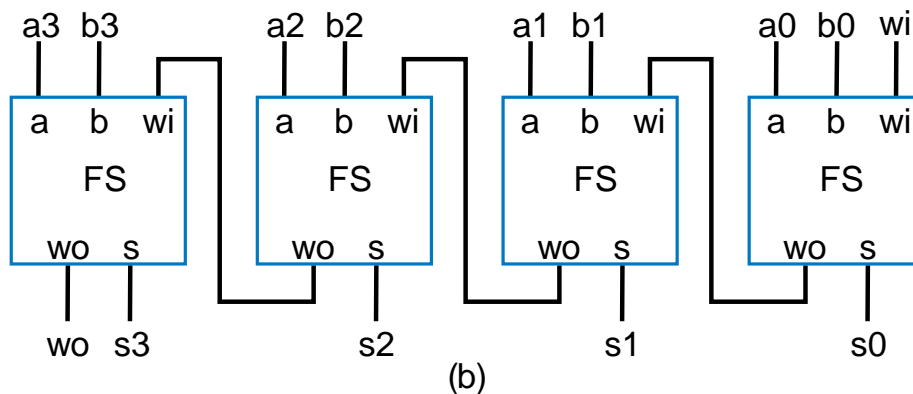 a3 b3 a2 b2 a1 b1 a0 b0 wi
a b wi a b wi a b wi a b wi
FS FS FS FS
wo s wo s wo s wo s
wo s3 s2 s1 s0
(b)